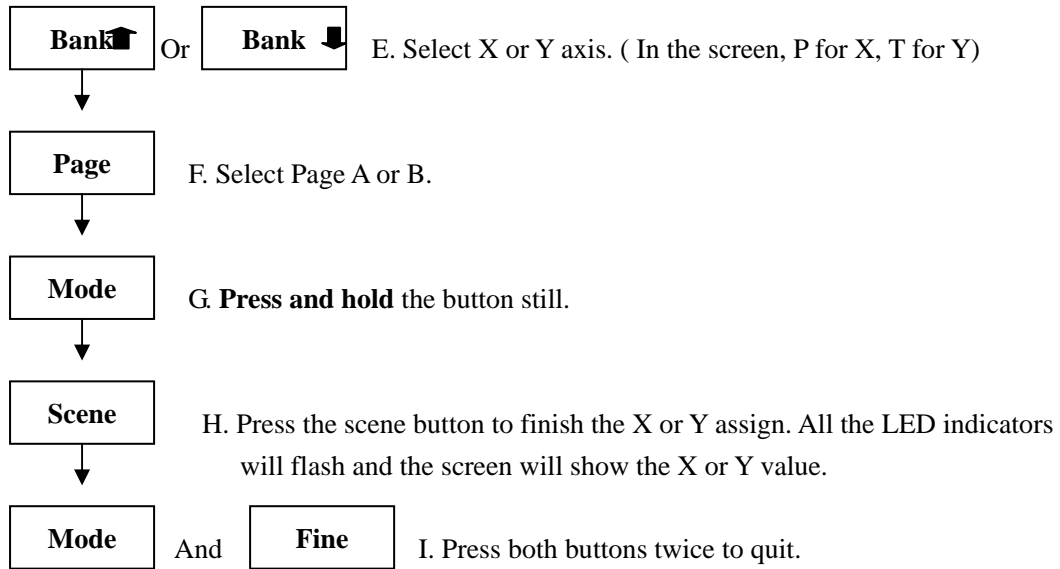 Bank Or Bank E. Select X or Y axis. ( In the screen, P for X, T for Y)
Page F. Select Page A or B.
Mode G. Press and hold the button still.
Scene H. Press the scene button to finish the X or Y assign. All the LED indicators
will flash and the screen will show the X or Y value.
Mode And Fine I. Press both buttons twice to quit.